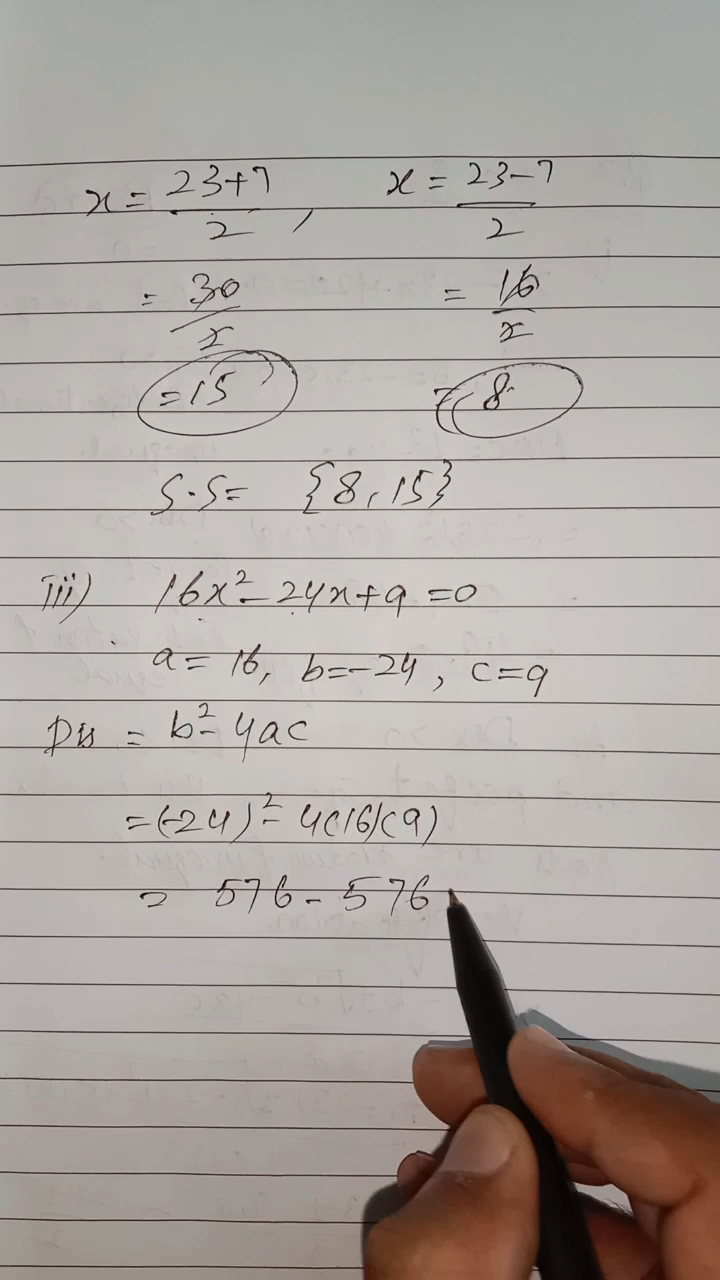 x = 23+7/2 , x = 23-7/2
= 30/2 = 16/2
= 15 = 8
S.S = {8, 15}
iii) 16x² - 24x + 9 = 0
a = 16, b = -24, c = 9
Dis = b² - 4ac
= (-24)² - 4(16)(9)
= 576 - 576